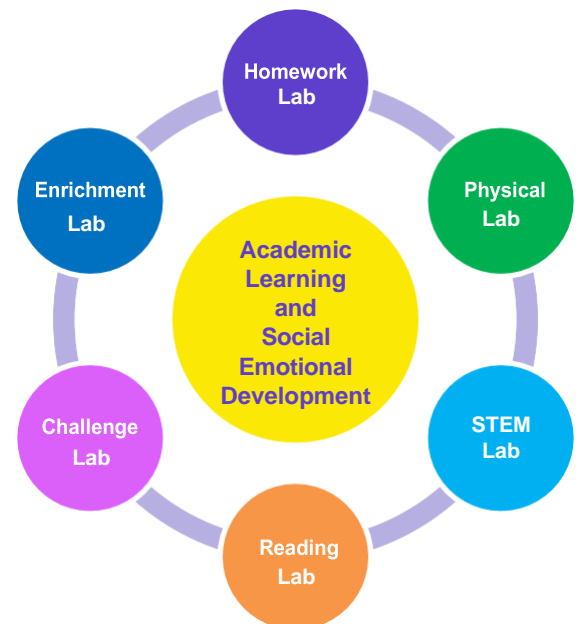 Homework
Lab
Physical
Lab
STEM
Lab
Reading
Lab
Challenge
Lab
Enrichment
Lab
Academic
Learning
and
Social
Emotional
Development